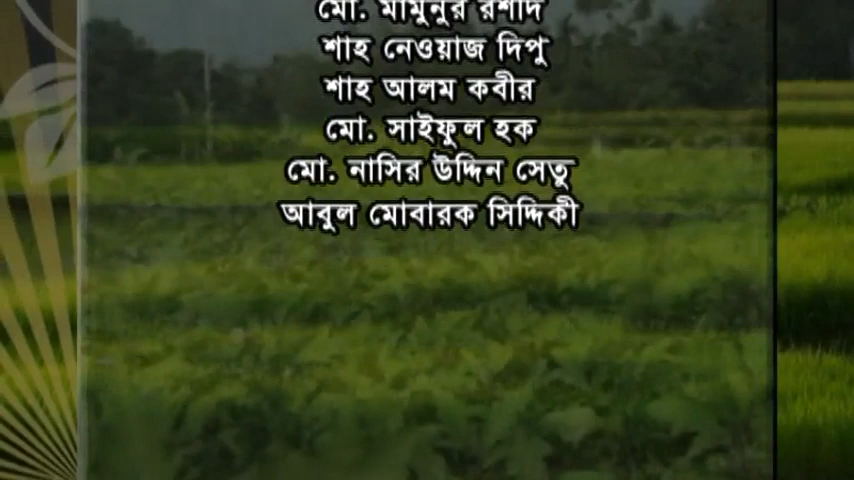 মো. মামুনুর রশীদ
শাহ নেওয়াজ দিপু
শাহ আলম কবীর
মো. সাইফুল হক
মো. নাসির উদ্দিন সেতু
আবুল মোবারক সিদ্দিকী